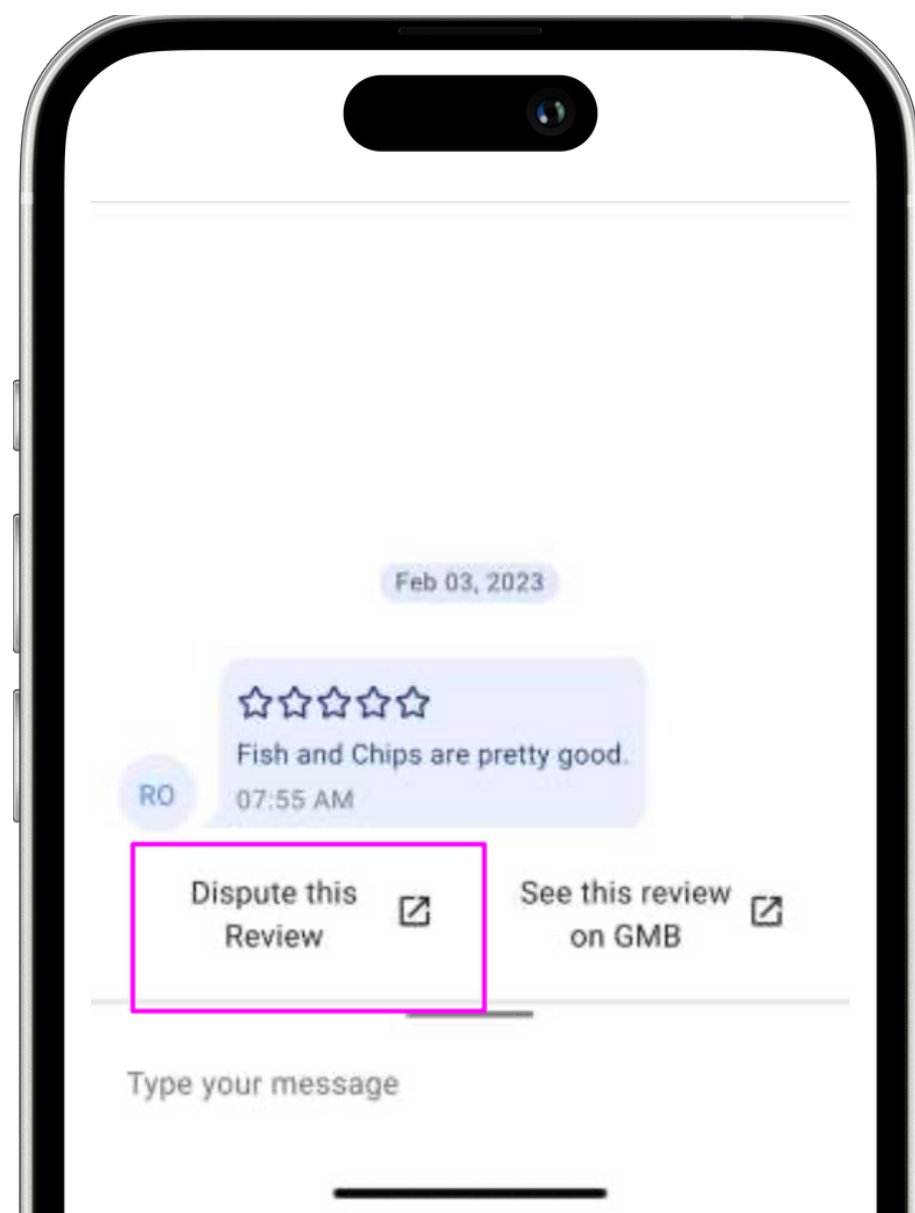 Feb 03, 2023
Fish and Chips are pretty good.
RO
07:55 AM
Dispute this
Review
See this review
on GMB
Type your message